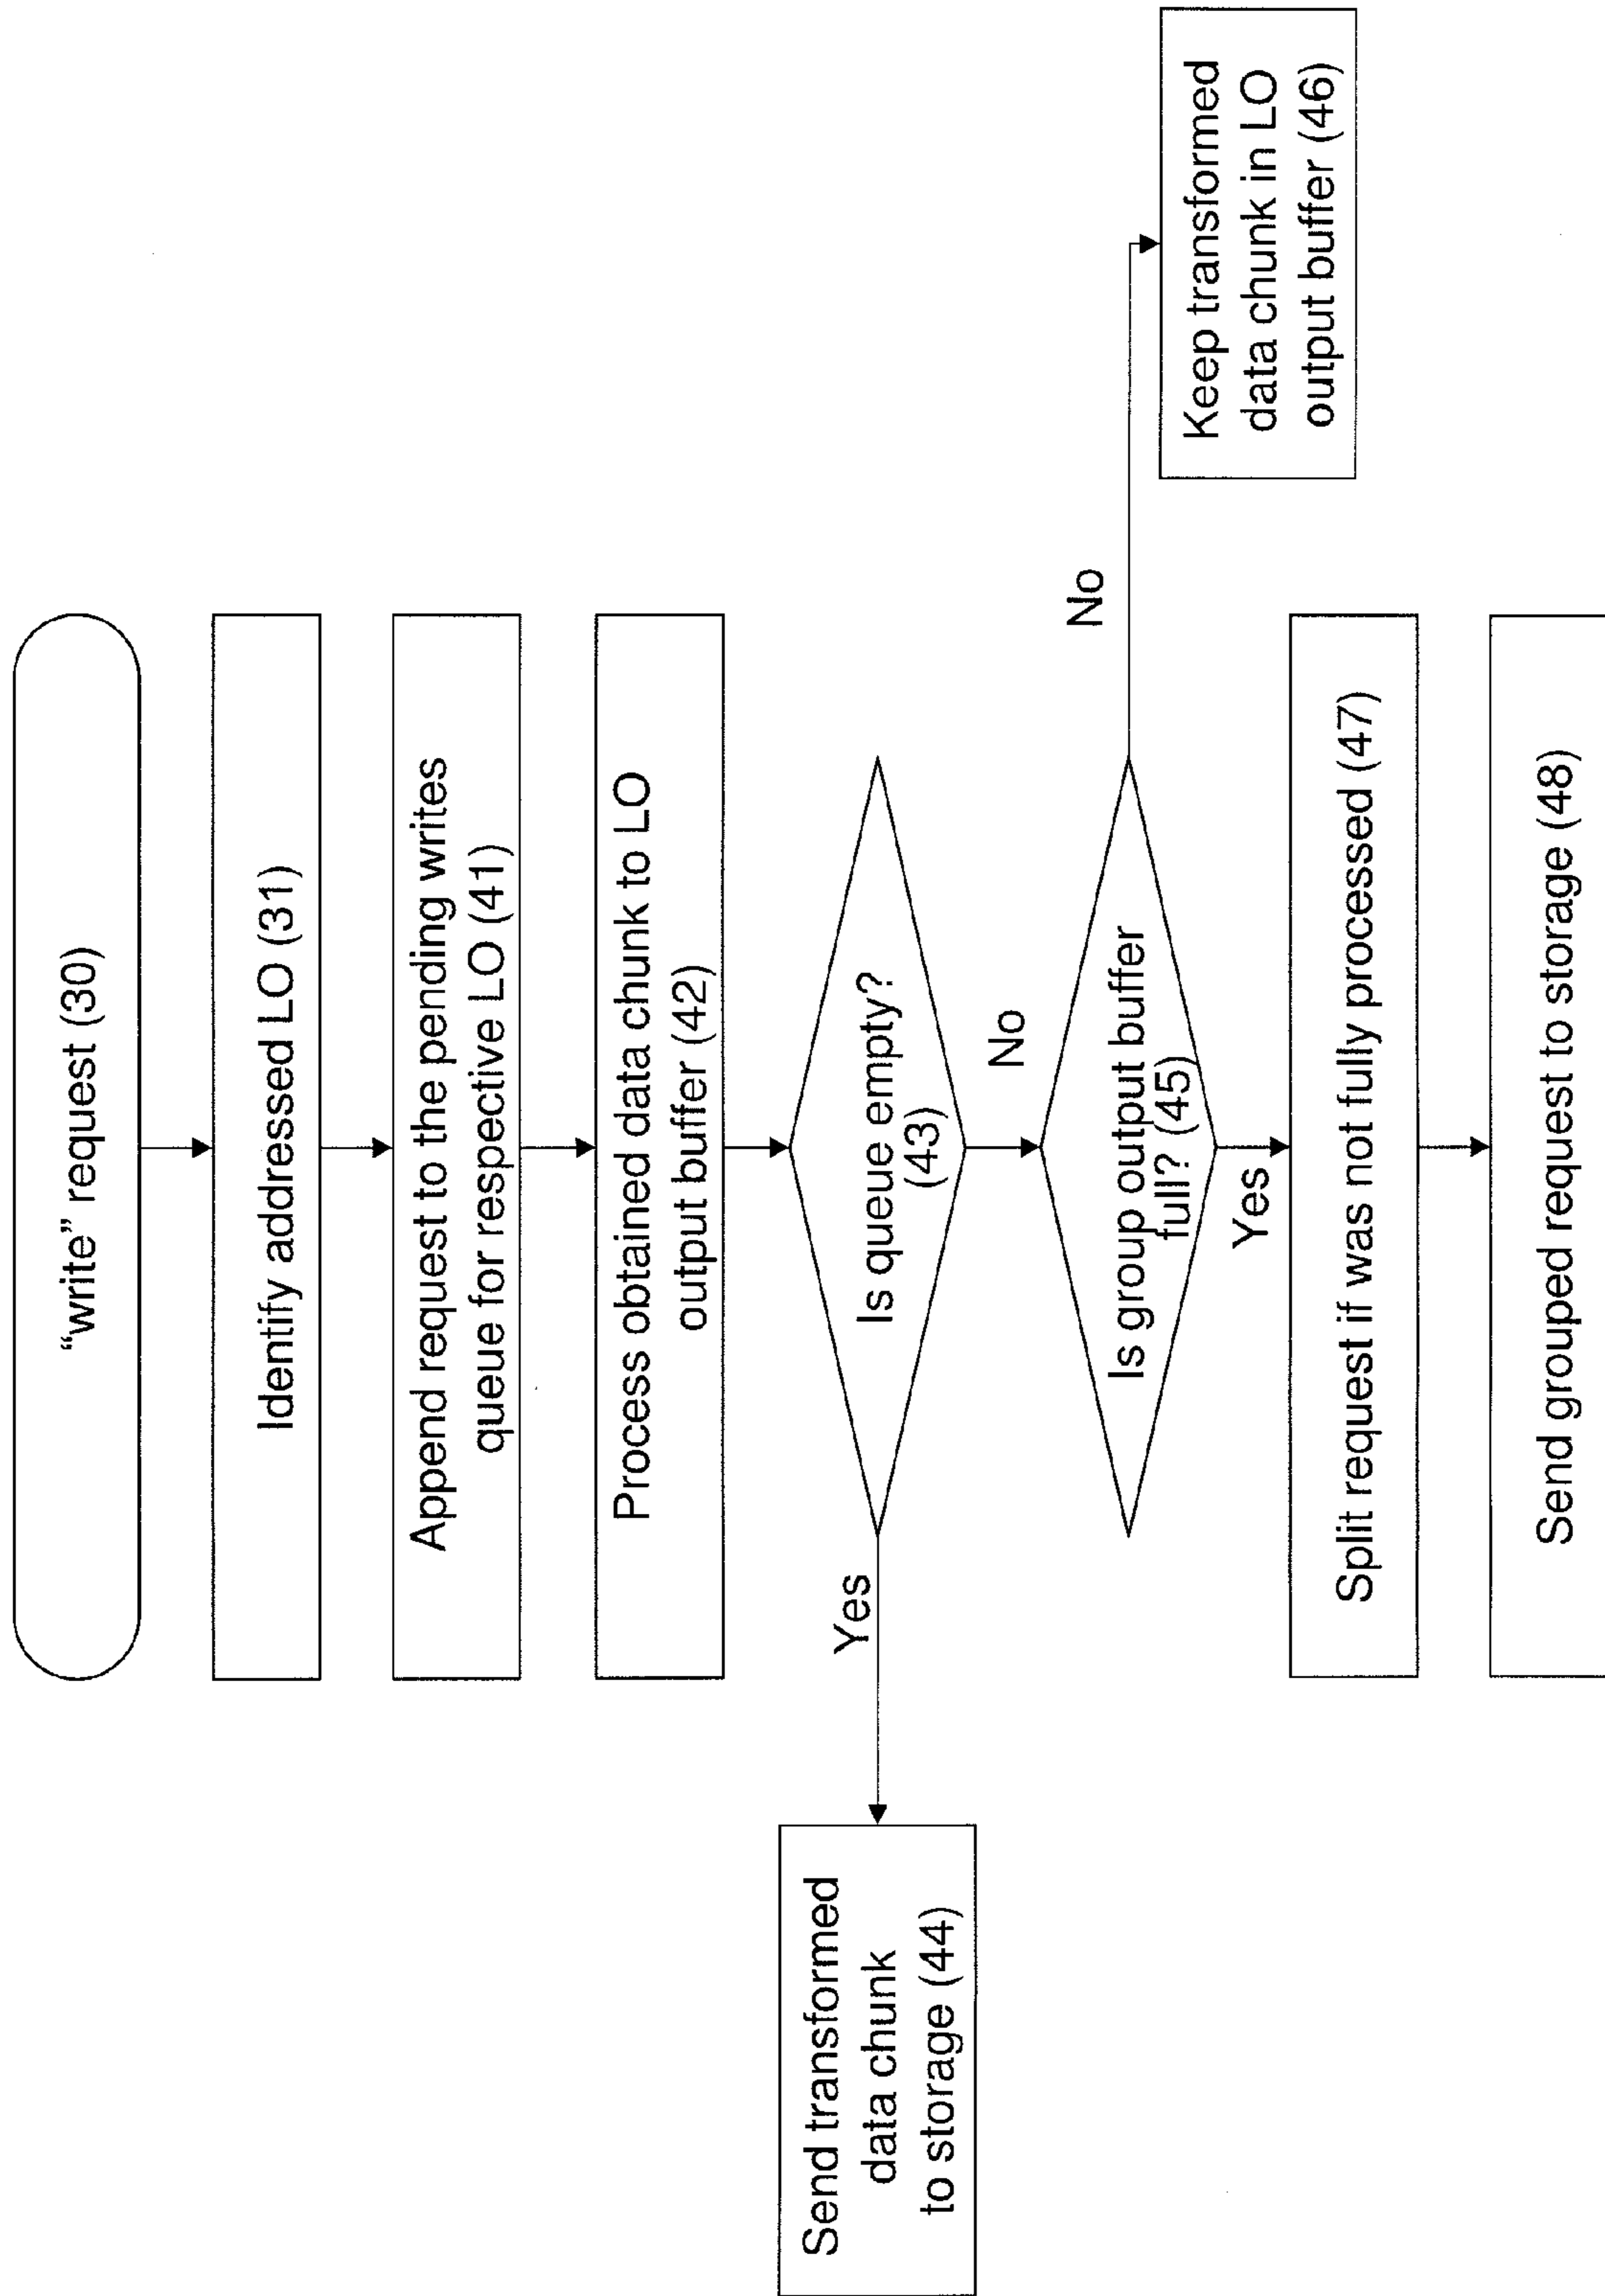 “write” request (30)
Identify addressed LO (31)
Append request to the pending writes
queue for respective LO (41)
Process obtained data chunk to LO
output buffer (42)
Is queue empty?
(43)
Yes
No
Send transformed
data chunk
to storage (44)
Is group output buffer
full? (45)
No
Yes
Keep transformed
data chunk in LO
output buffer (46)
Split request if was not fully processed (47)
Send grouped request to storage (48)